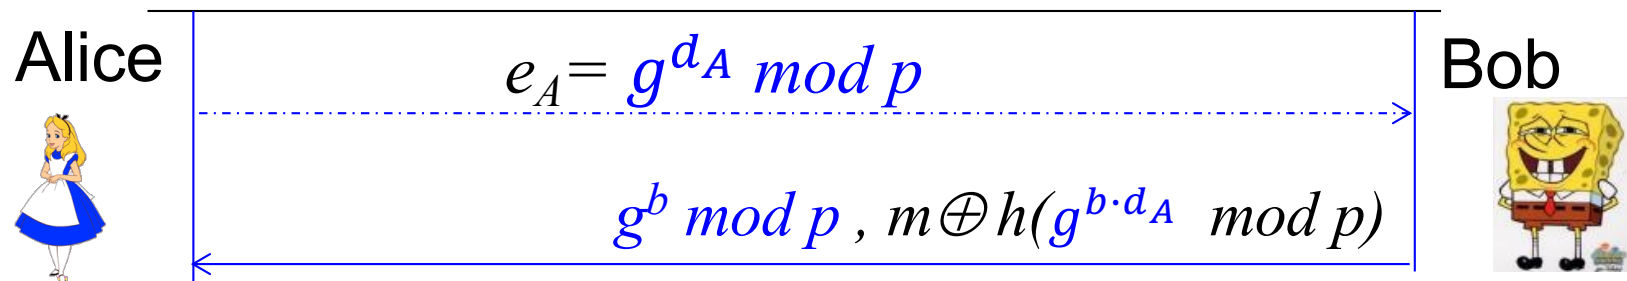 Alice
e_A = g^{d_A} mod p
Bob
g^b mod p , m ⊕ h(g^{b·d_A} mod p)